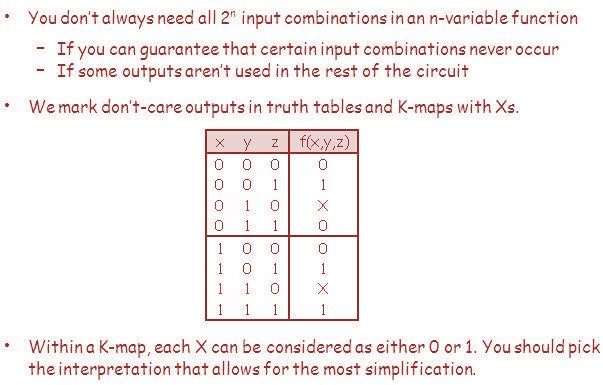 • You don't always need all 2ⁿ input combinations in an n-variable function
– If you can guarantee that certain input combinations never occur
– If some outputs aren't used in the rest of the circuit
• We mark don't-care outputs in truth tables and K-maps with Xs.
x y z f(x,y,z)
0 0 0 0
0 0 1 1
0 1 0 X
0 1 1 0
1 0 0 0
1 0 1 1
1 1 0 X
1 1 1 1
• Within a K-map, each X can be considered as either 0 or 1. You should pick
the interpretation that allows for the most simplification.